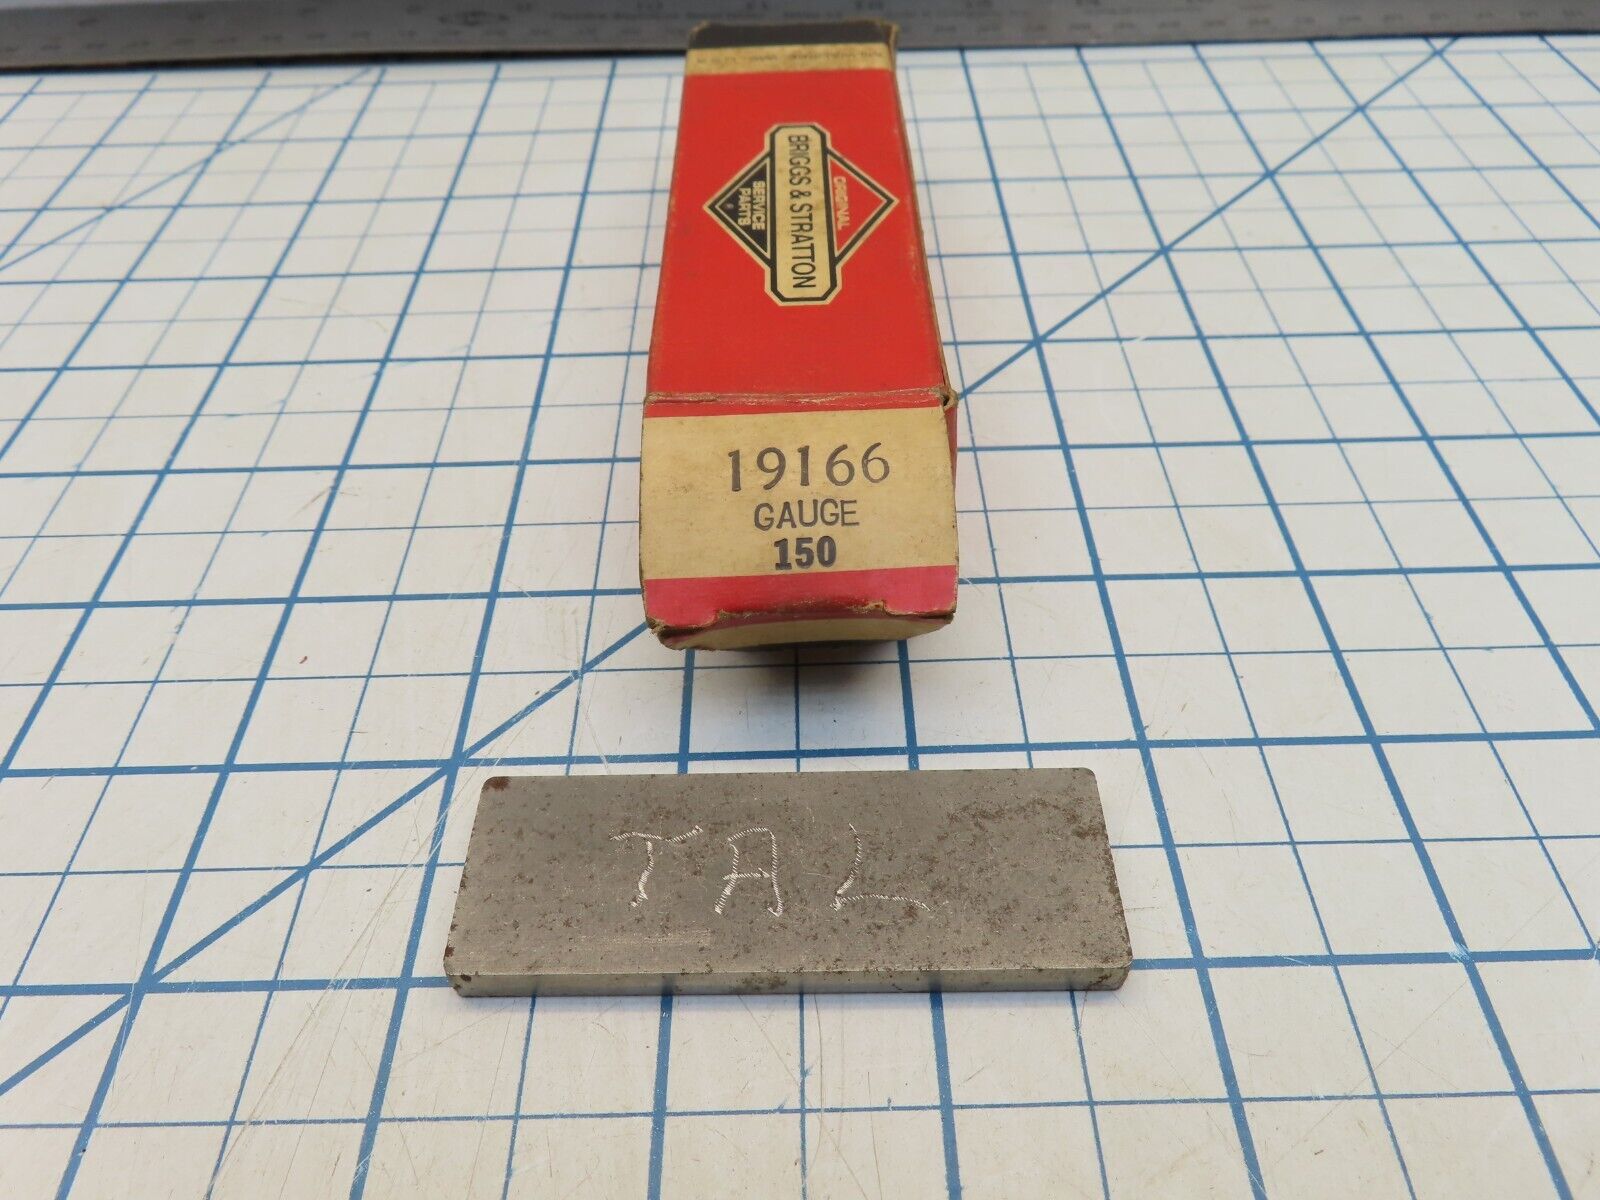 ORIGINAL
BRIGGS & STRATTON
SERVICE
PARTS
19166
GAUGE
150
TAL